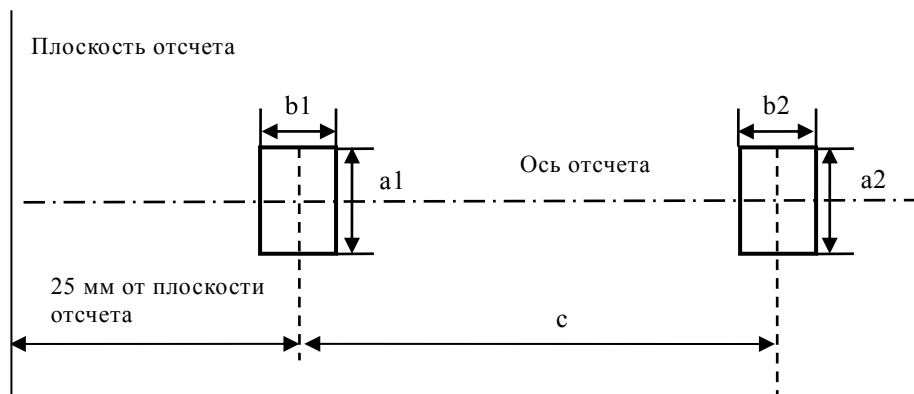 Плоскость отсчета
b1
b2
Ось отсчета
a1
a2
25 мм от плоскости
отсчета
c